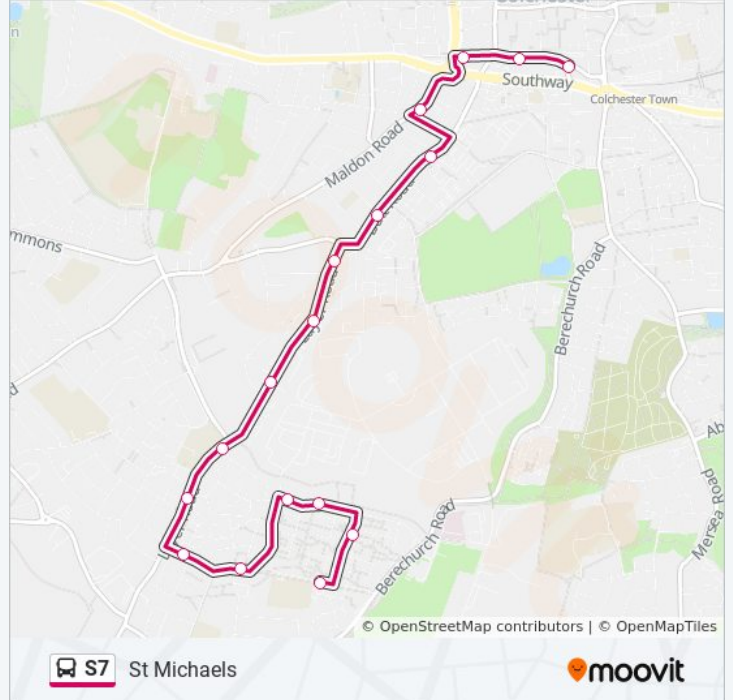 Southway
Colchester Town
Maldon Road
mmons
Berechurch Road
Ab
Mersea Road
Berechurch Road
© OpenStreetMap contributors | © OpenMapTiles
S7 St Michaels
moovit